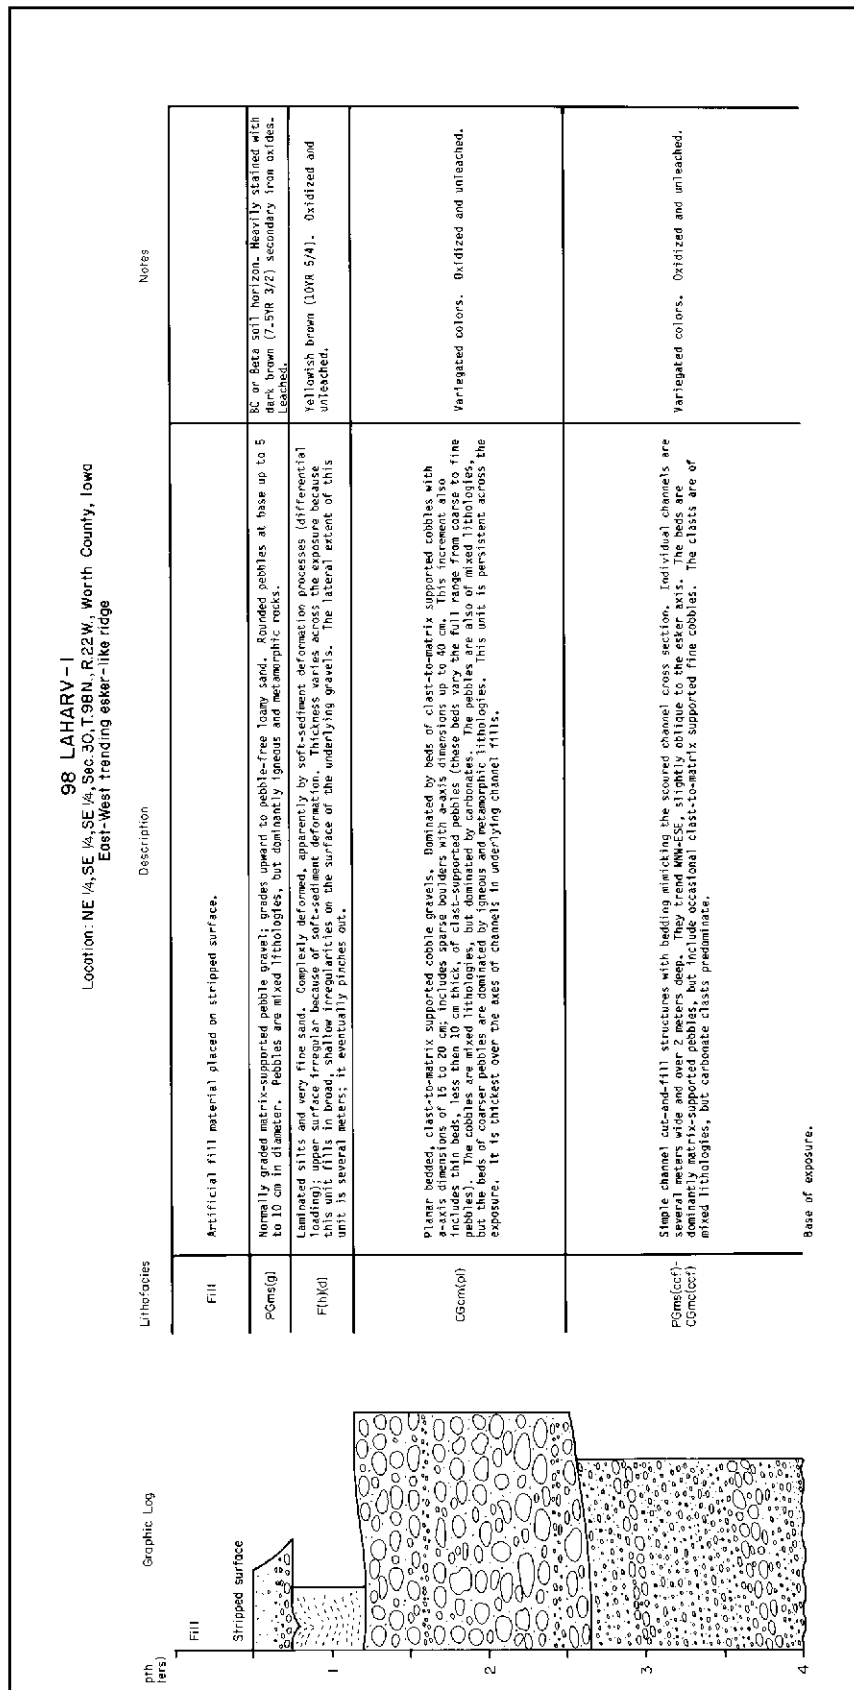 98 LAHARV-1
Location: NE 1/4, SE 1/4, SE 1/4, Sec. 30, T.98N., R.22W., Worth County, Iowa
East-West trending esker-like ridge
pth
ters)
Graphic Log
Lithofacies
Description
Notes
Fill
Stripped surface
1
2
3
4
Fill
Artificial fill material placed on stripped surface.
PGms(g)
Normally graded matrix-supported pebble gravel; grades upward to pebble-free loamy sand. Rounded pebbles at base up to 5
to 10 cm in diameter. Pebbles are mixed lithologies, but dominantly igneous and metamorphic rocks.
BC or Beta soil horizon. Heavily stained with
dark brown (7.5YR 3/2) secondary iron oxides.
Leached.
F(h)(d)
Laminated silts and very fine sand. Complexly deformed, apparently by soft-sediment deformation processes (differential
loading); upper surface irregular because of soft-sediment deformation. Thickness varies across the exposure because
this unit fills in broad, shallow irregularities on the surface of the underlying gravels. The lateral extent of this
unit is several meters; it eventually pinches out.
Yellowish brown (10YR 5/4). Oxidized and
unleached.
CGcm(pl)
Planar bedded, clast-to-matrix supported cobble gravels. Dominated by beds of clast-to-matrix supported cobbles with
a-axis dimensions of 15 to 20 cm; includes sparse boulders with a-axis dimensions up to 40 cm. This increment also
includes thin beds, less then 10 cm thick, of clast-supported pebbles (these beds vary the full range from coarse to fine
pebbles). The cobbles are mixed lithologies, but dominated by carbonates. The pebbles are also of mixed lithologies,
but the beds of coarser pebbles are dominated by igneous and metamorphic lithologies. This unit is persistent across the
exposure. It is thickest over the axes of channels in underlying channel fills.
Variegated colors. Oxidized and unleached.
PGms(ccf)-
CGmc(ccf)
Simple channel cut-and-fill structures with bedding mimicking the scoured channel cross section. Individual channels are
several meters wide and over 2 meters deep. They trend WNW-ESE, slightly oblique to the esker axis. The beds are
dominantly matrix-supported pebbles, but include occasional clast-to-matrix supported fine cobbles. The clasts are of
mixed lithologies, but carbonate clasts predominate.
Variegated colors. Oxidized and unleached.
Base of exposure.